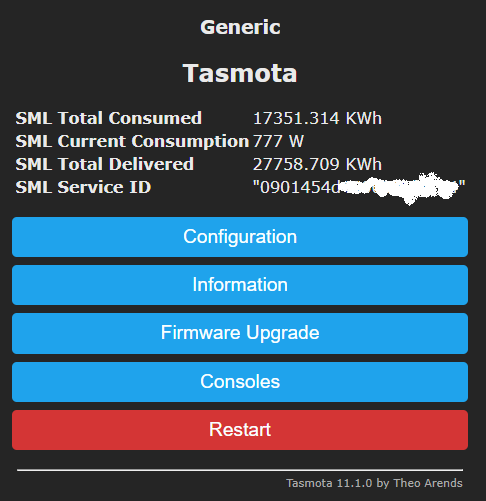 Generic
Tasmota
SML Total Consumed 17351.314 KWh
SML Current Consumption 777 W
SML Total Delivered 27758.709 KWh
SML Service ID "0901454d "
Configuration
Information
Firmware Upgrade
Consoles
Restart
Tasmota 11.1.0 by Theo Arends